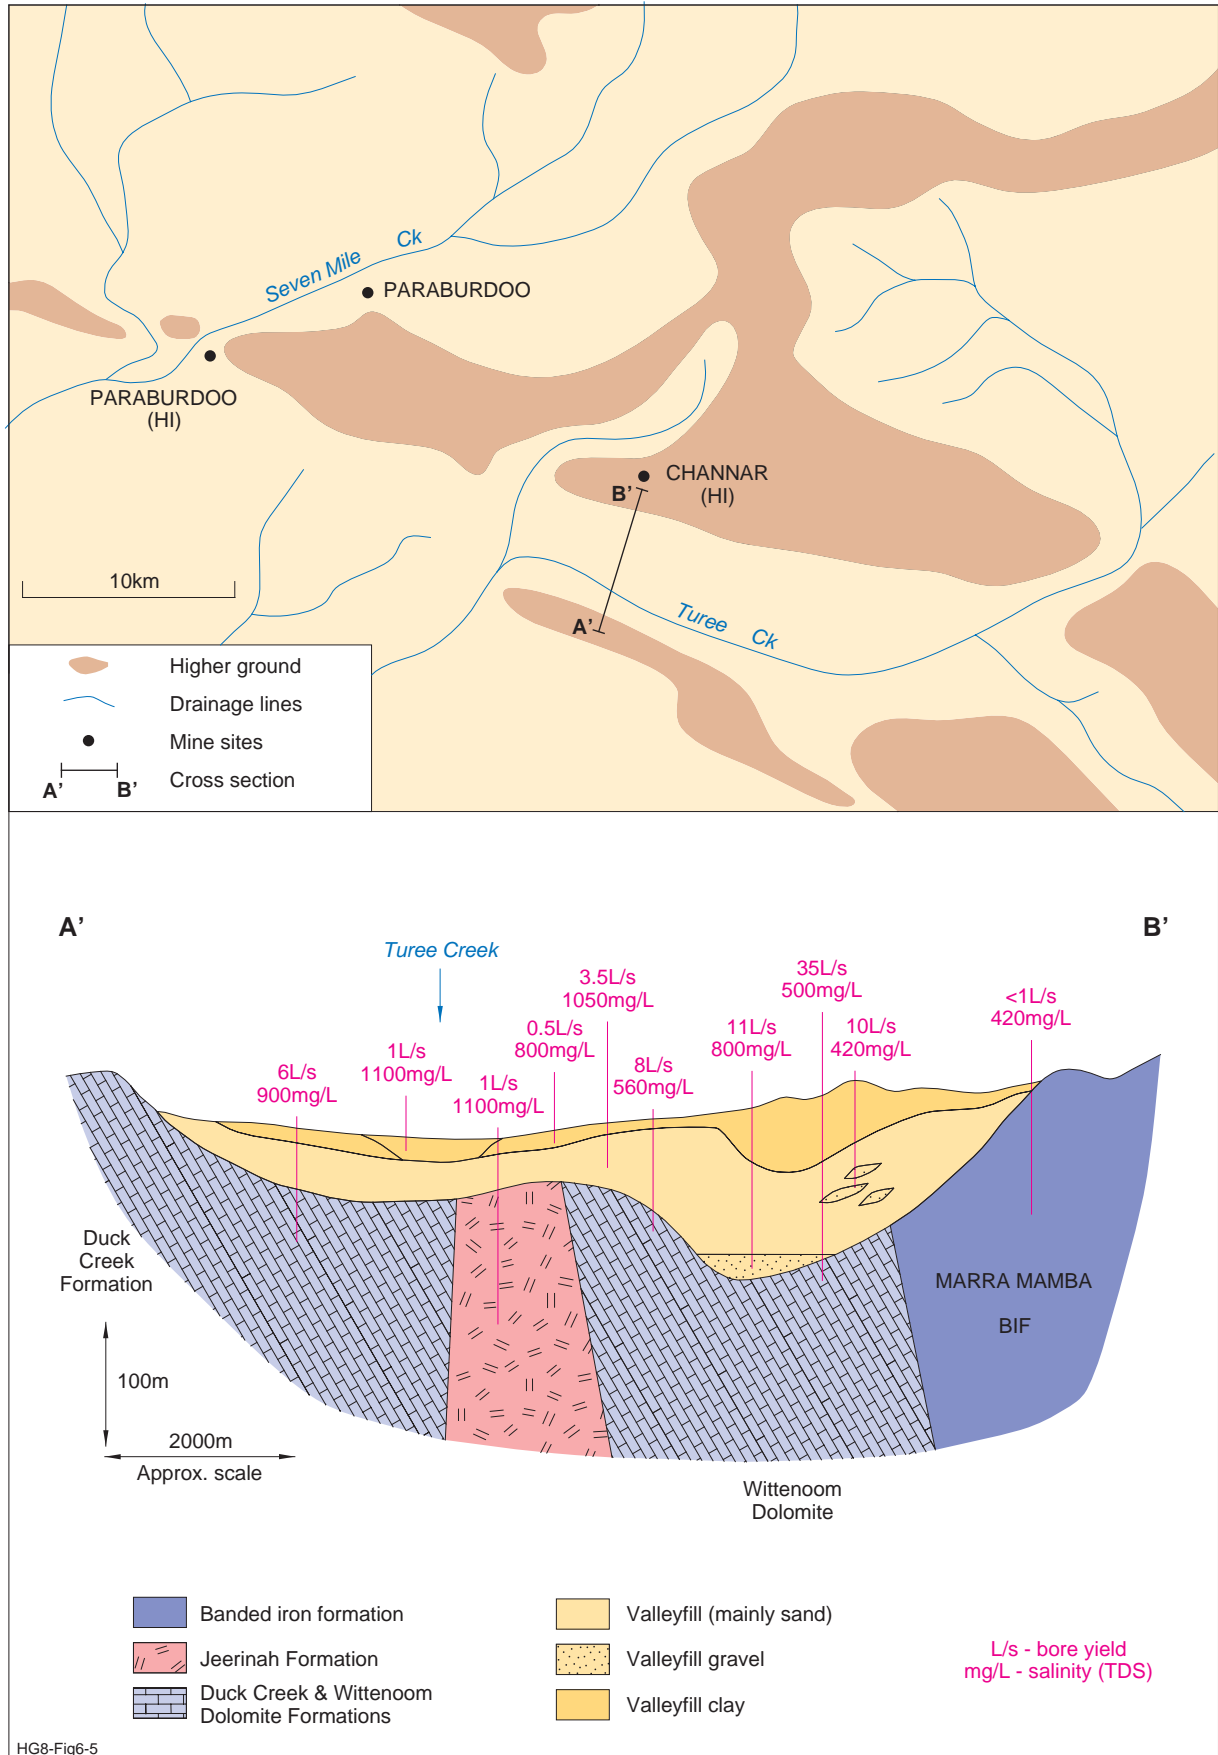 Seven Mile Ck
PARABURDOO
PARABURDOO
(HI)
CHANNAR
(HI)
B’
10km
A’
Turee Ck
Higher ground
Drainage lines
Mine sites
A’ B’
Cross section
A’
B’
Turee Creek
3.5L/s
1050mg/L
35L/s
500mg/L
<1L/s
420mg/L
0.5L/s
800mg/L
11L/s
800mg/L
10L/s
420mg/L
1L/s
1100mg/L
6L/s
900mg/L
8L/s
560mg/L
1L/s
1100mg/L
Duck
Creek
Formation
MARRA MAMBA
BIF
100m
2000m
Approx. scale
Wittenoom
Dolomite
Banded iron formation
Jeerinah Formation
Duck Creek & Wittenoom
Dolomite Formations
Valleyfill (mainly sand)
Valleyfill gravel
Valleyfill clay
L/s - bore yield
mg/L - salinity (TDS)
HG8-Fig6-5